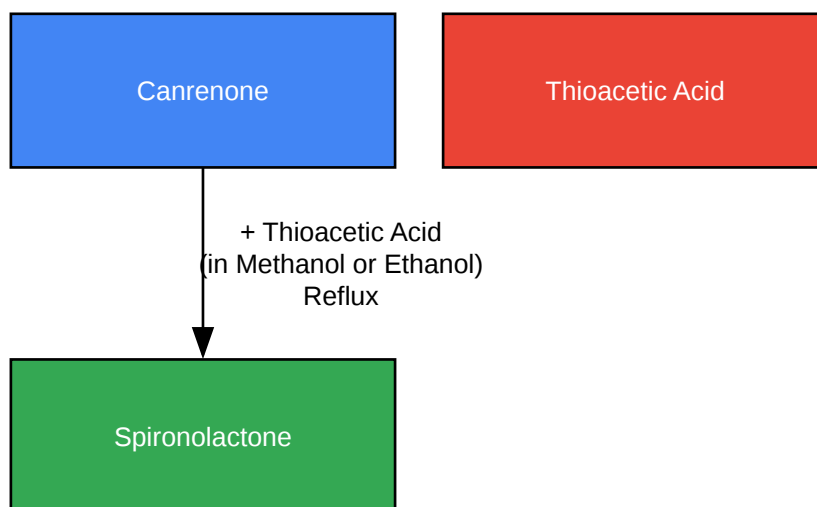 Canrenone
Thioacetic Acid
+ Thioacetic Acid
(in Methanol or Ethanol)
Reflux
Spironolactone